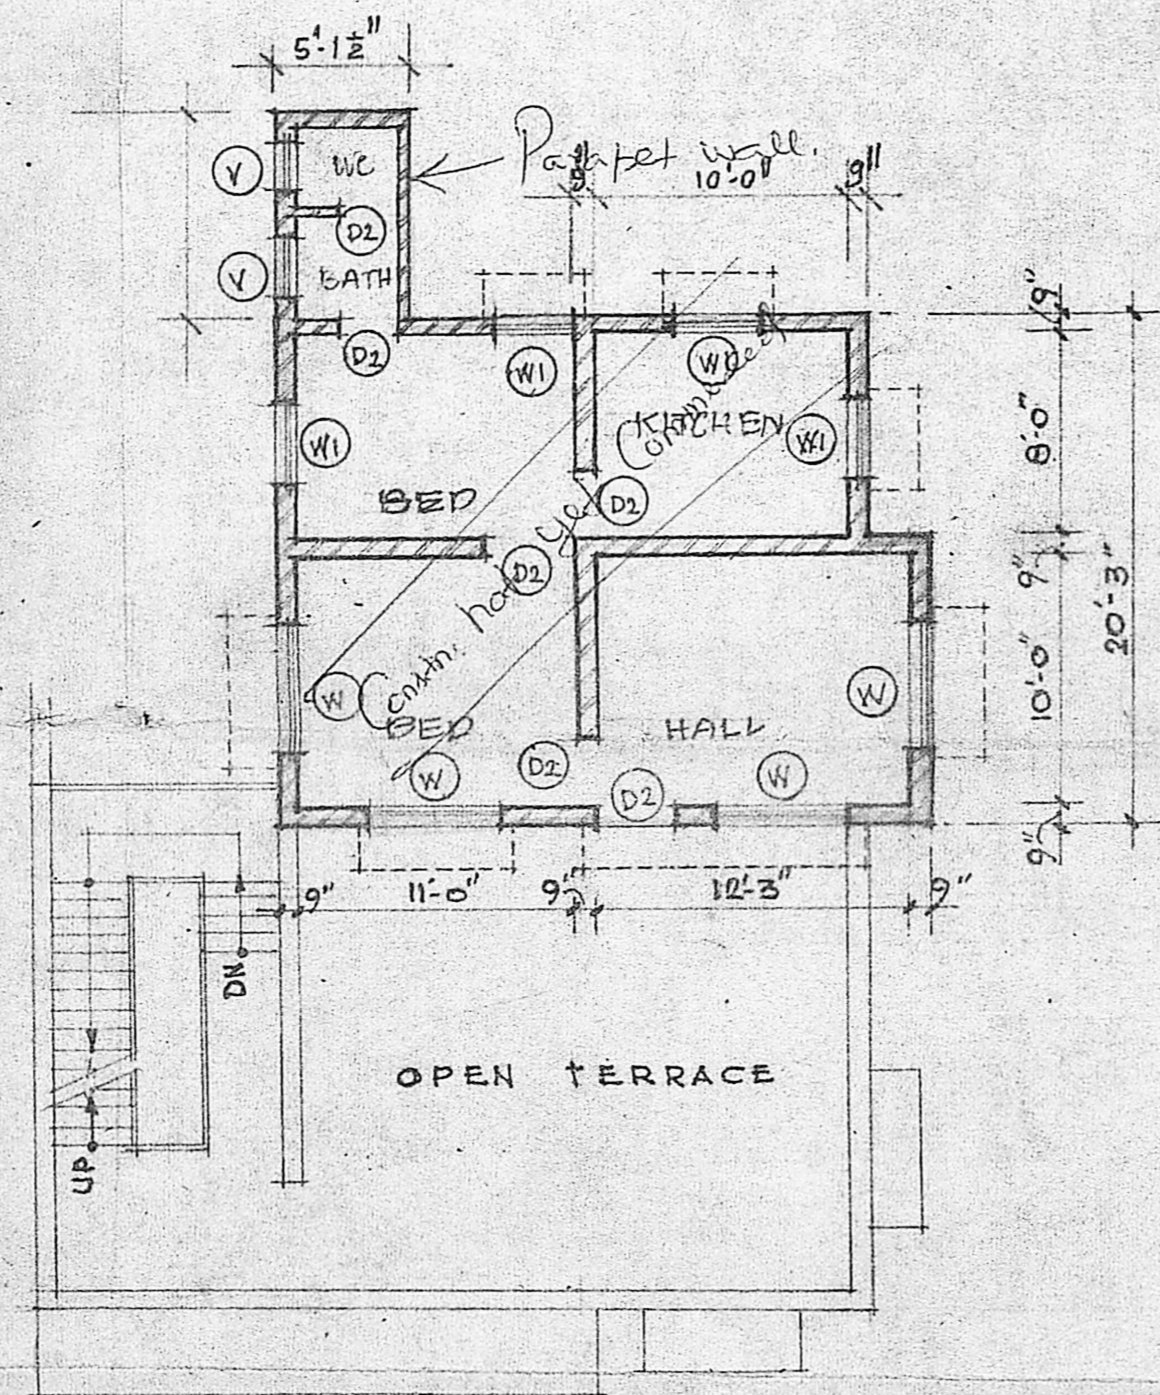 5'-1½"
Parapet wall.
9"
10'-0"
9"
WC
V
D2
V
BATH
9"
D2
W1
W1
KITCHEN
W1
W1
8'-0"
BED
D2
Constn. not yet Commenced
D2
9"
20'-3"
10'-0"
W
W
BED
HALL
W
D2
W
D2
9"
9"
11'-0"
9"
12'-3"
9"
DN
OPEN TERRACE
UP